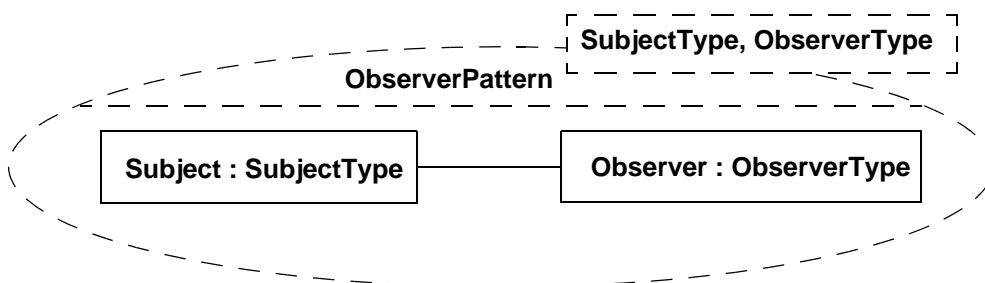 SubjectType, ObserverType
ObserverPattern
Subject : SubjectType
Observer : ObserverType